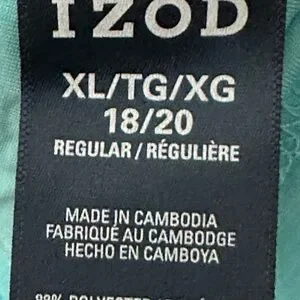 IZOD
XL/TG/XG
18/20
REGULAR / RÉGULIÈRE
MADE IN CAMBODIA
FABRIQUÉ AU CAMBODGE
HECHO EN CAMBOYA